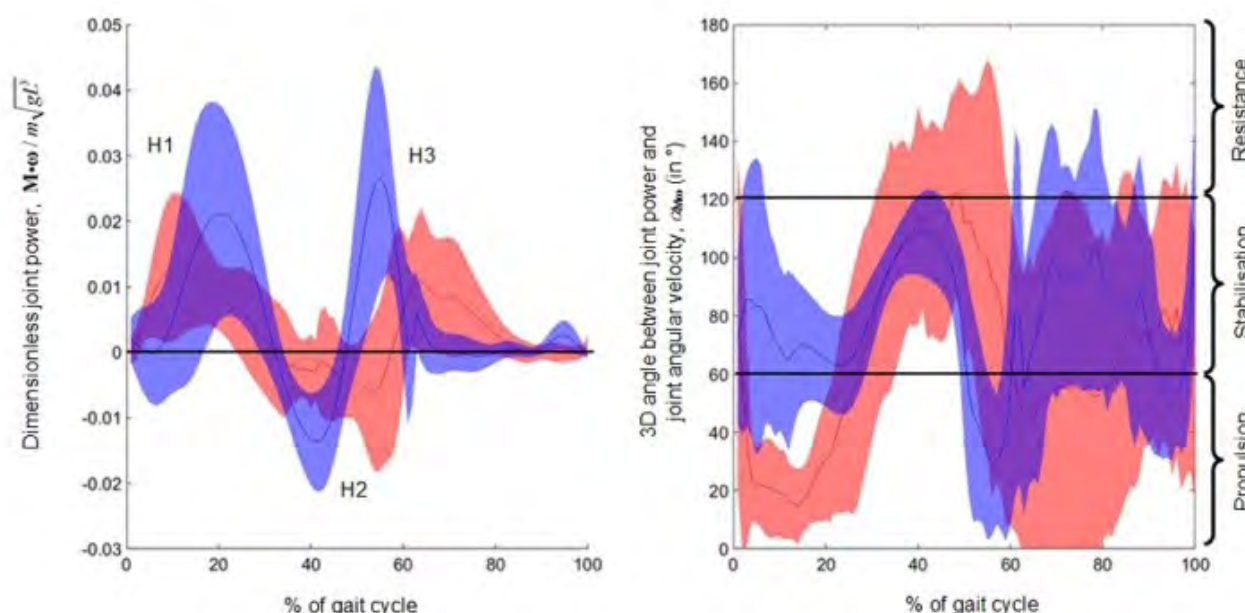 Dimensionless joint power, M•ω / m√gL³
0.05
0.04
0.03
0.02
0.01
0
-0.01
-0.02
-0.03
H1
H3
H2
0 20 40 60 80 100
% of gait cycle
3D angle between joint power and
joint angular velocity, αMω (in °)
180
160
140
120
100
80
60
40
20
0
0 20 40 60 80 100
% of gait cycle
Resistance
Stabilisation
Propulsion